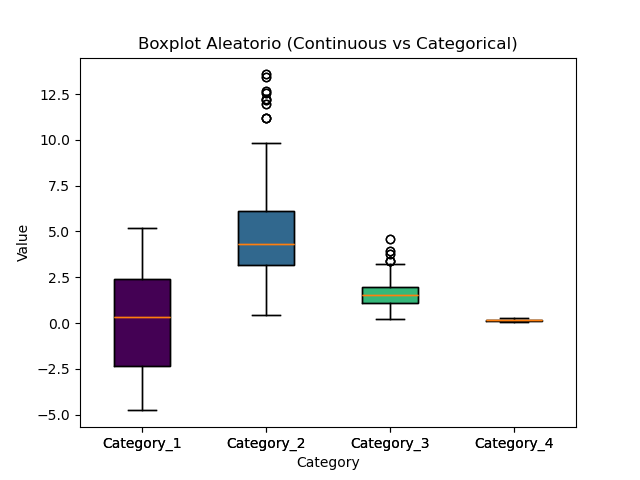 Boxplot Aleatorio (Continuous vs Categorical)
Value
12.5
10.0
7.5
5.0
2.5
0.0
−2.5
−5.0
Category_1 Category_2 Category_3 Category_4
Category